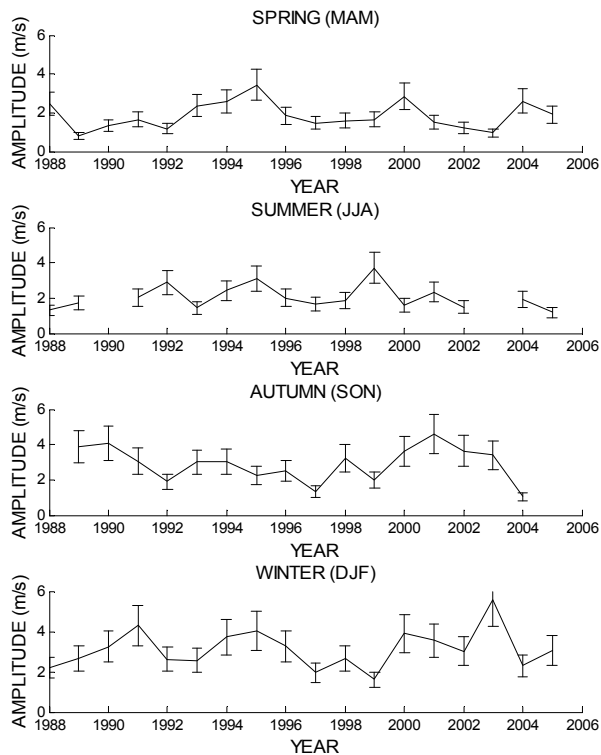 SPRING (MAM)
AMPLITUDE (m/s)
6
4
2
0
1988 1990 1992 1994 1996 1998 2000 2002 2004 2006
YEAR
SUMMER (JJA)
AMPLITUDE (m/s)
6
4
2
0
1988 1990 1992 1994 1996 1998 2000 2002 2004 2006
YEAR
AUTUMN (SON)
AMPLITUDE (m/s)
6
4
2
0
1988 1990 1992 1994 1996 1998 2000 2002 2004 2006
YEAR
WINTER (DJF)
AMPLITUDE (m/s)
6
4
2
0
1988 1990 1992 1994 1996 1998 2000 2002 2004 2006
YEAR